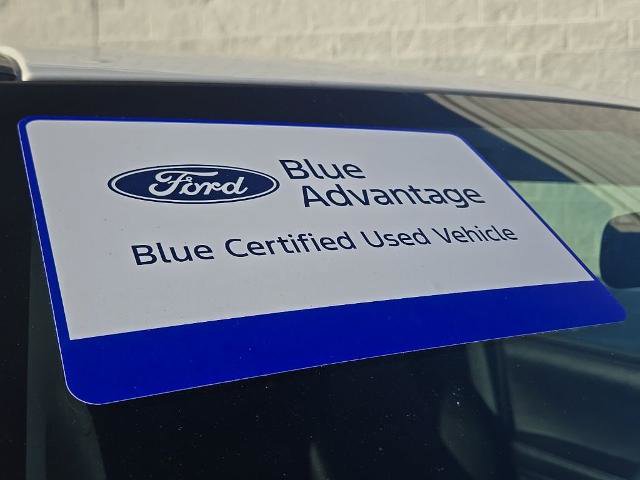 Ford
Blue
Advantage
Blue Certified Used Vehicle